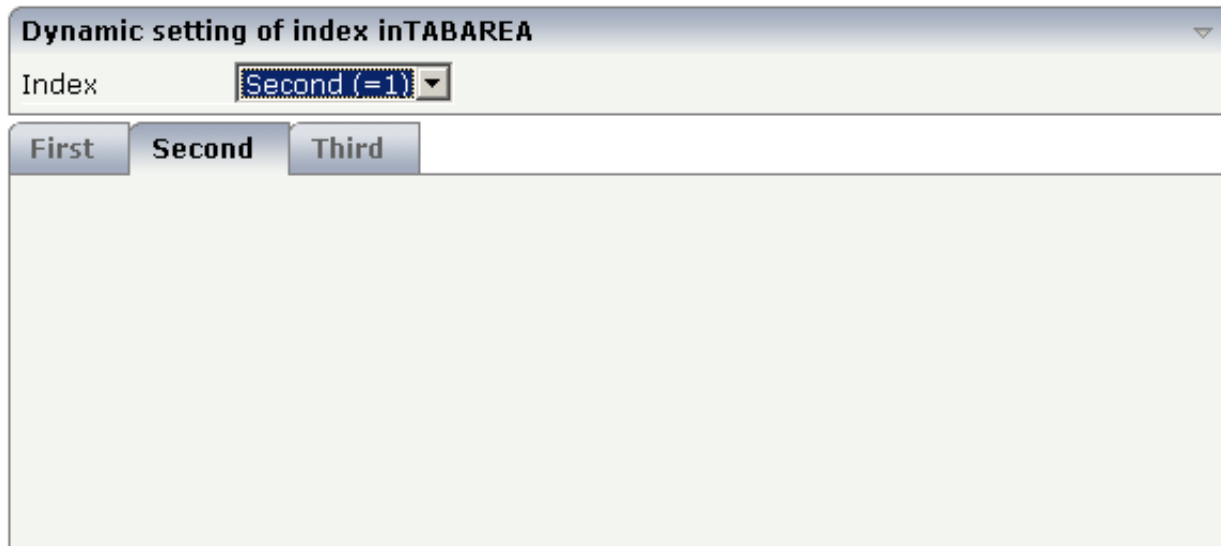 Dynamic setting of index inTABAREA
Index Second (=1)
First Second Third